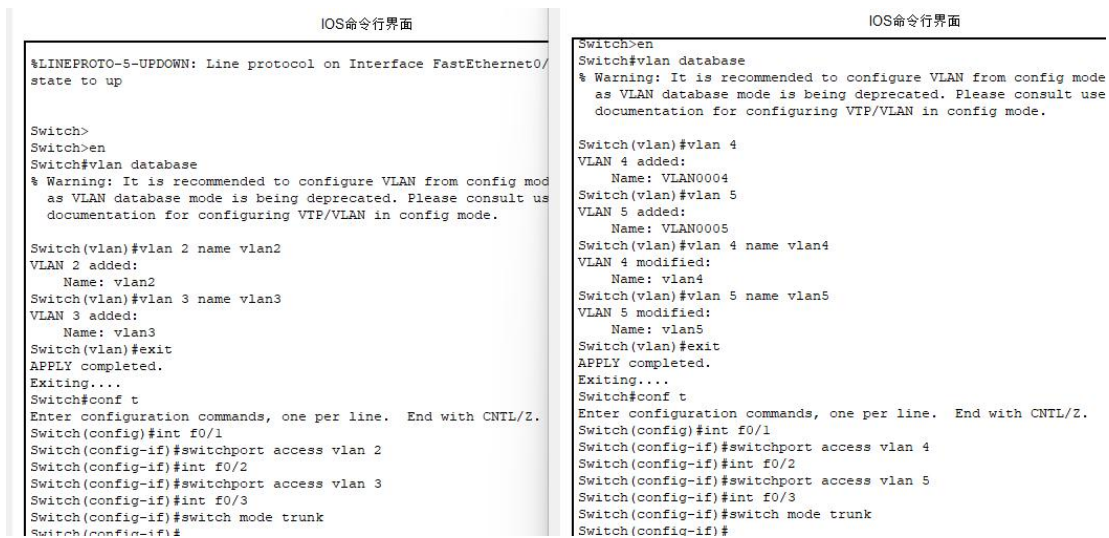 IOS命令行界面
%LINEPROTO-5-UPDOWN: Line protocol on Interface FastEthernet0/
state to up
Switch>
Switch>en
Switch#vlan database
% Warning: It is recommended to configure VLAN from config mod
as VLAN database mode is being deprecated. Please consult us
documentation for configuring VTP/VLAN in config mode.
Switch(vlan)#vlan 2 name vlan2
VLAN 2 added:
Name: vlan2
Switch(vlan)#vlan 3 name vlan3
VLAN 3 added:
Name: vlan3
Switch(vlan)#exit
APPLY completed.
Exiting....
Switch#conf t
Enter configuration commands, one per line.  End with CNTL/Z.
Switch(config)#int f0/1
Switch(config-if)#switchport access vlan 2
Switch(config-if)#int f0/2
Switch(config-if)#switchport access vlan 3
Switch(config-if)#int f0/3
Switch(config-if)#switch mode trunk
Switch(config-if)#
IOS命令行界面
Switch>en
Switch#vlan database
% Warning: It is recommended to configure VLAN from config mode
as VLAN database mode is being deprecated. Please consult use
documentation for configuring VTP/VLAN in config mode.
Switch(vlan)#vlan 4
VLAN 4 added:
Name: VLAN0004
Switch(vlan)#vlan 5
VLAN 5 added:
Name: VLAN0005
Switch(vlan)#vlan 4 name vlan4
VLAN 4 modified:
Name: vlan4
Switch(vlan)#vlan 5 name vlan5
VLAN 5 modified:
Name: vlan5
Switch(vlan)#exit
APPLY completed.
Exiting....
Switch#conf t
Enter configuration commands, one per line.  End with CNTL/Z.
Switch(config)#int f0/1
Switch(config-if)#switchport access vlan 4
Switch(config-if)#int f0/2
Switch(config-if)#switchport access vlan 5
Switch(config-if)#int f0/3
Switch(config-if)#switch mode trunk
Switch(config-if)#